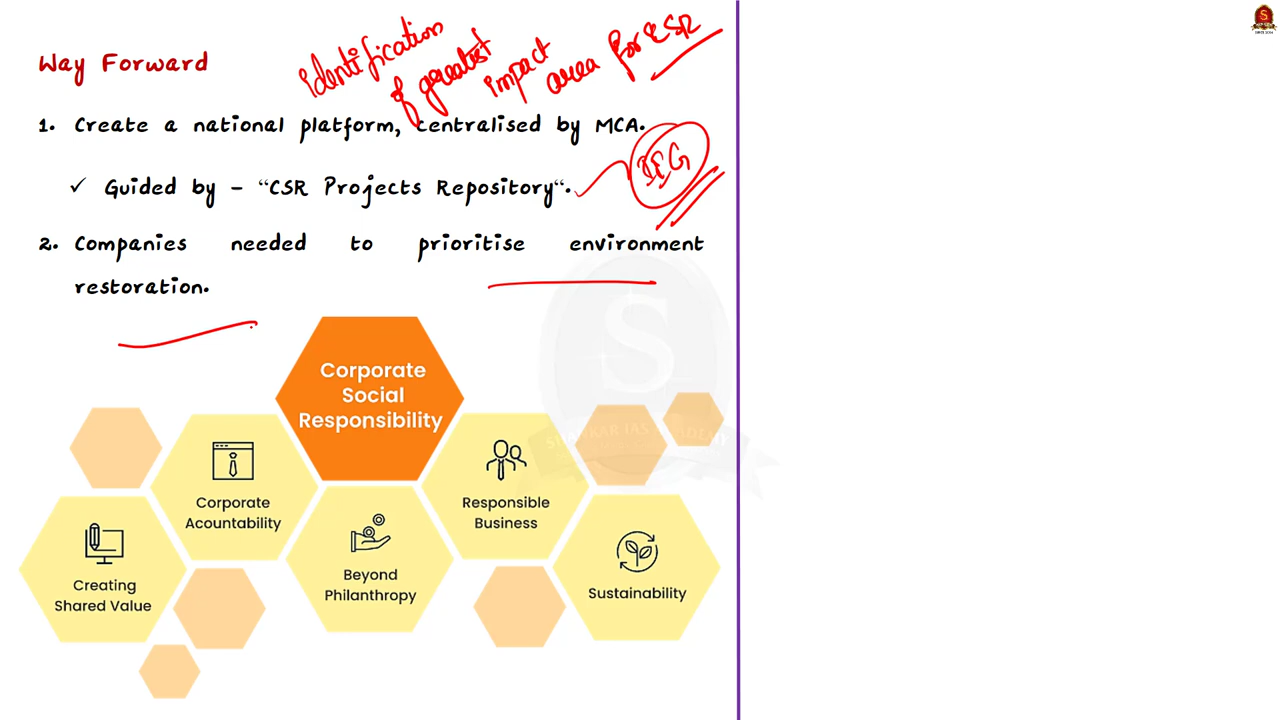 Way Forward
Identification
of greatest
impact
area for CSR
1. Create a national platform, centralised by MCA.
✓ Guided by – “CSR Projects Repository“.
2. Companies needed to prioritise environment
restoration.
Corporate
Social
Responsibility
Corporate
Acountability
Responsible
Business
Creating
Shared Value
Beyond
Philanthropy
Sustainability
S